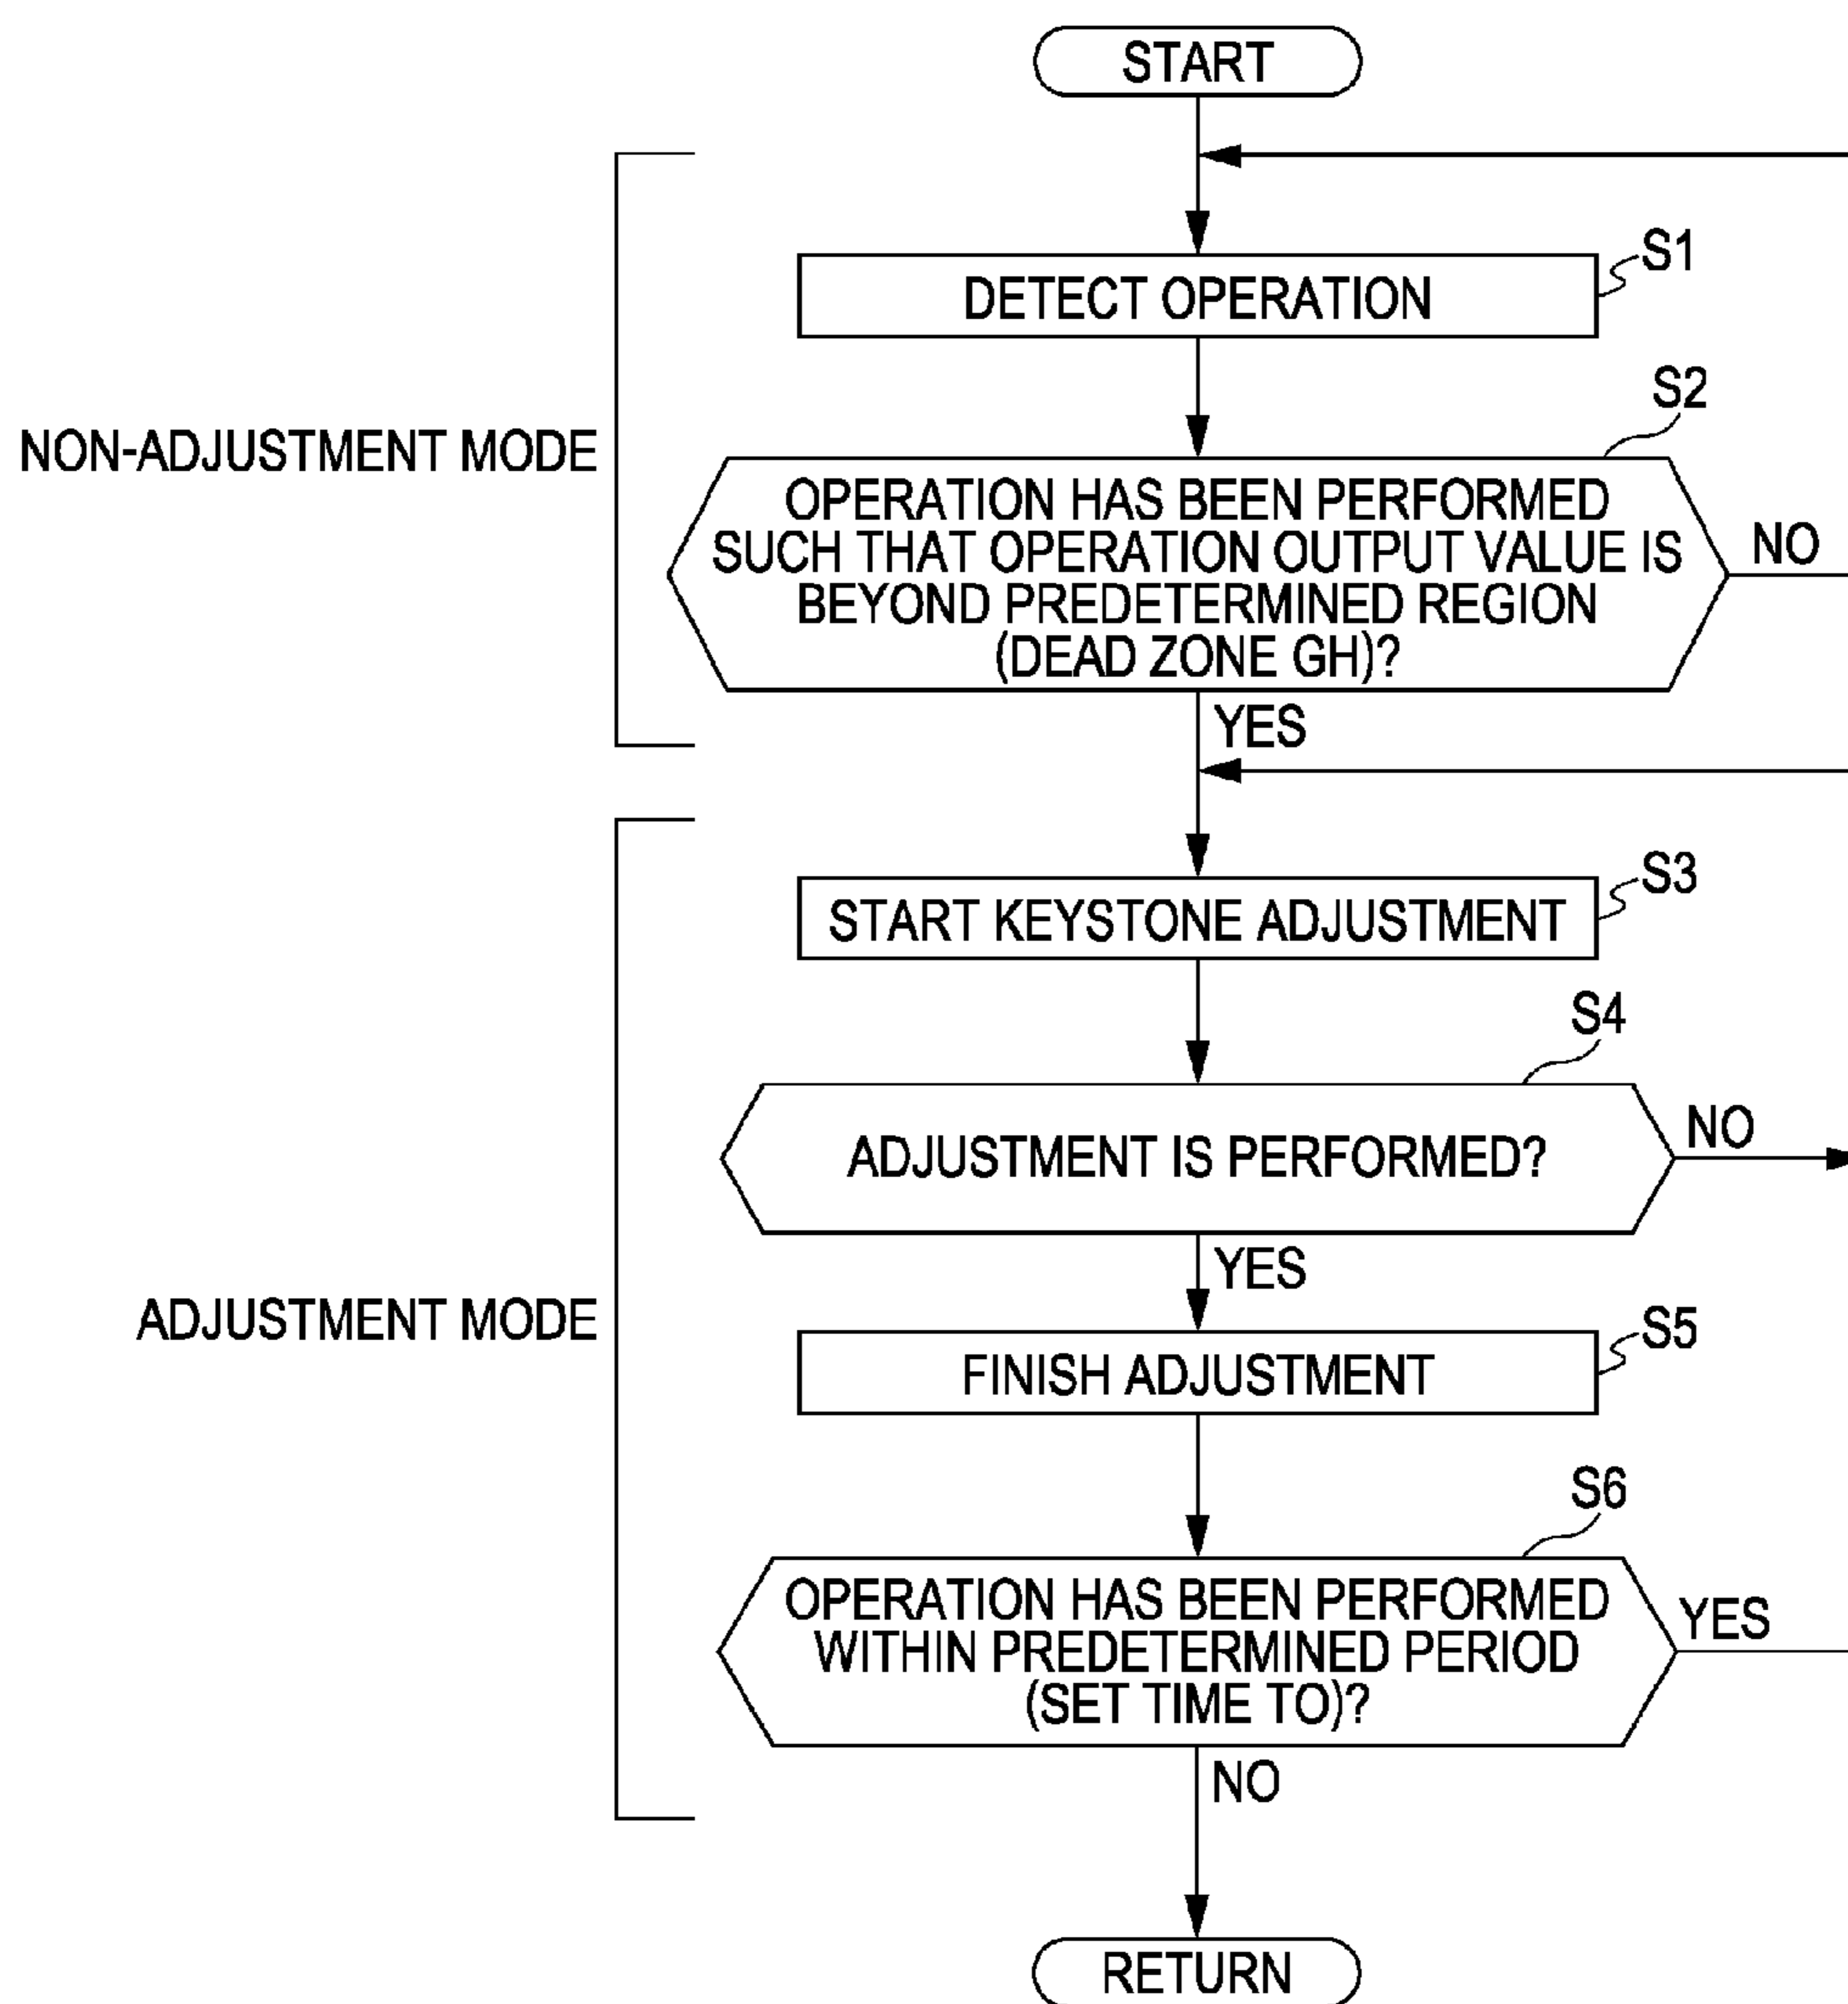 START
S1
DETECT OPERATION
S2
NON-ADJUSTMENT MODE
OPERATION HAS BEEN PERFORMED
SUCH THAT OPERATION OUTPUT VALUE IS
BEYOND PREDETERMINED REGION
(DEAD ZONE GH)?
NO
YES
S3
START KEYSTONE ADJUSTMENT
S4
ADJUSTMENT IS PERFORMED?
NO
YES
ADJUSTMENT MODE
S5
FINISH ADJUSTMENT
S6
OPERATION HAS BEEN PERFORMED
WITHIN PREDETERMINED PERIOD
(SET TIME TO)?
YES
NO
RETURN